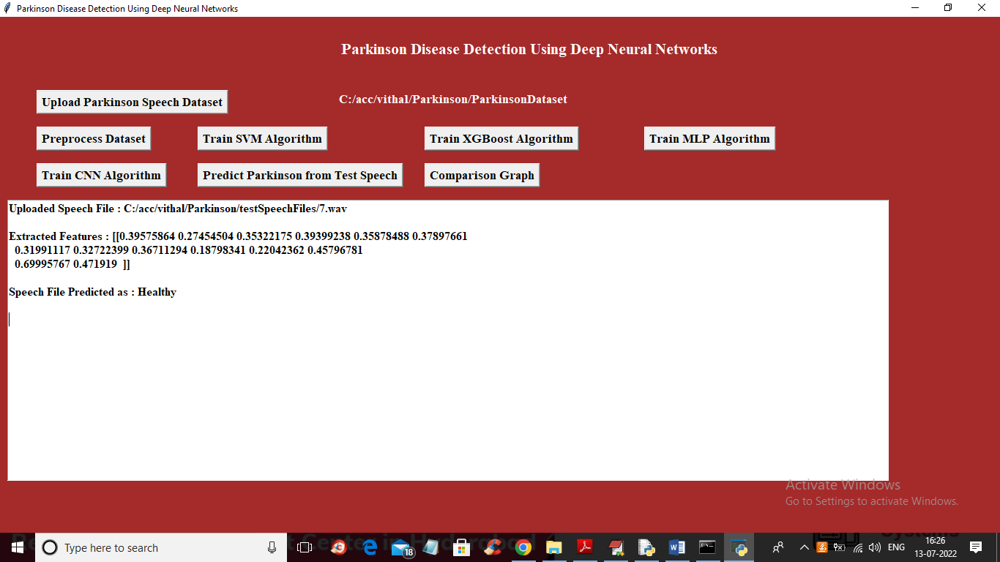 Parkinson Disease Detection Using Deep Neural Networks
Parkinson Disease Detection Using Deep Neural Networks
Upload Parkinson Speech Dataset C:/acc/vithal/Parkinson/ParkinsonDataset
Preprocess Dataset Train SVM Algorithm Train XGBoost Algorithm Train MLP Algorithm
Train CNN Algorithm Predict Parkinson from Test Speech Comparison Graph
Uploaded Speech File : C:/acc/vithal/Parkinson/testSpeechFiles/7.wav
Extracted Features : [[0.39575864 0.27454504 0.35322175 0.39399238 0.35878488 0.37897661
0.31991117 0.32722399 0.36711294 0.18798341 0.22042362 0.45796781
0.69995767 0.471919 ]]
Speech File Predicted as : Healthy
Activate Windows
Go to Settings to activate Windows.
Type here to search
18
ENG
16:26
13-07-2022